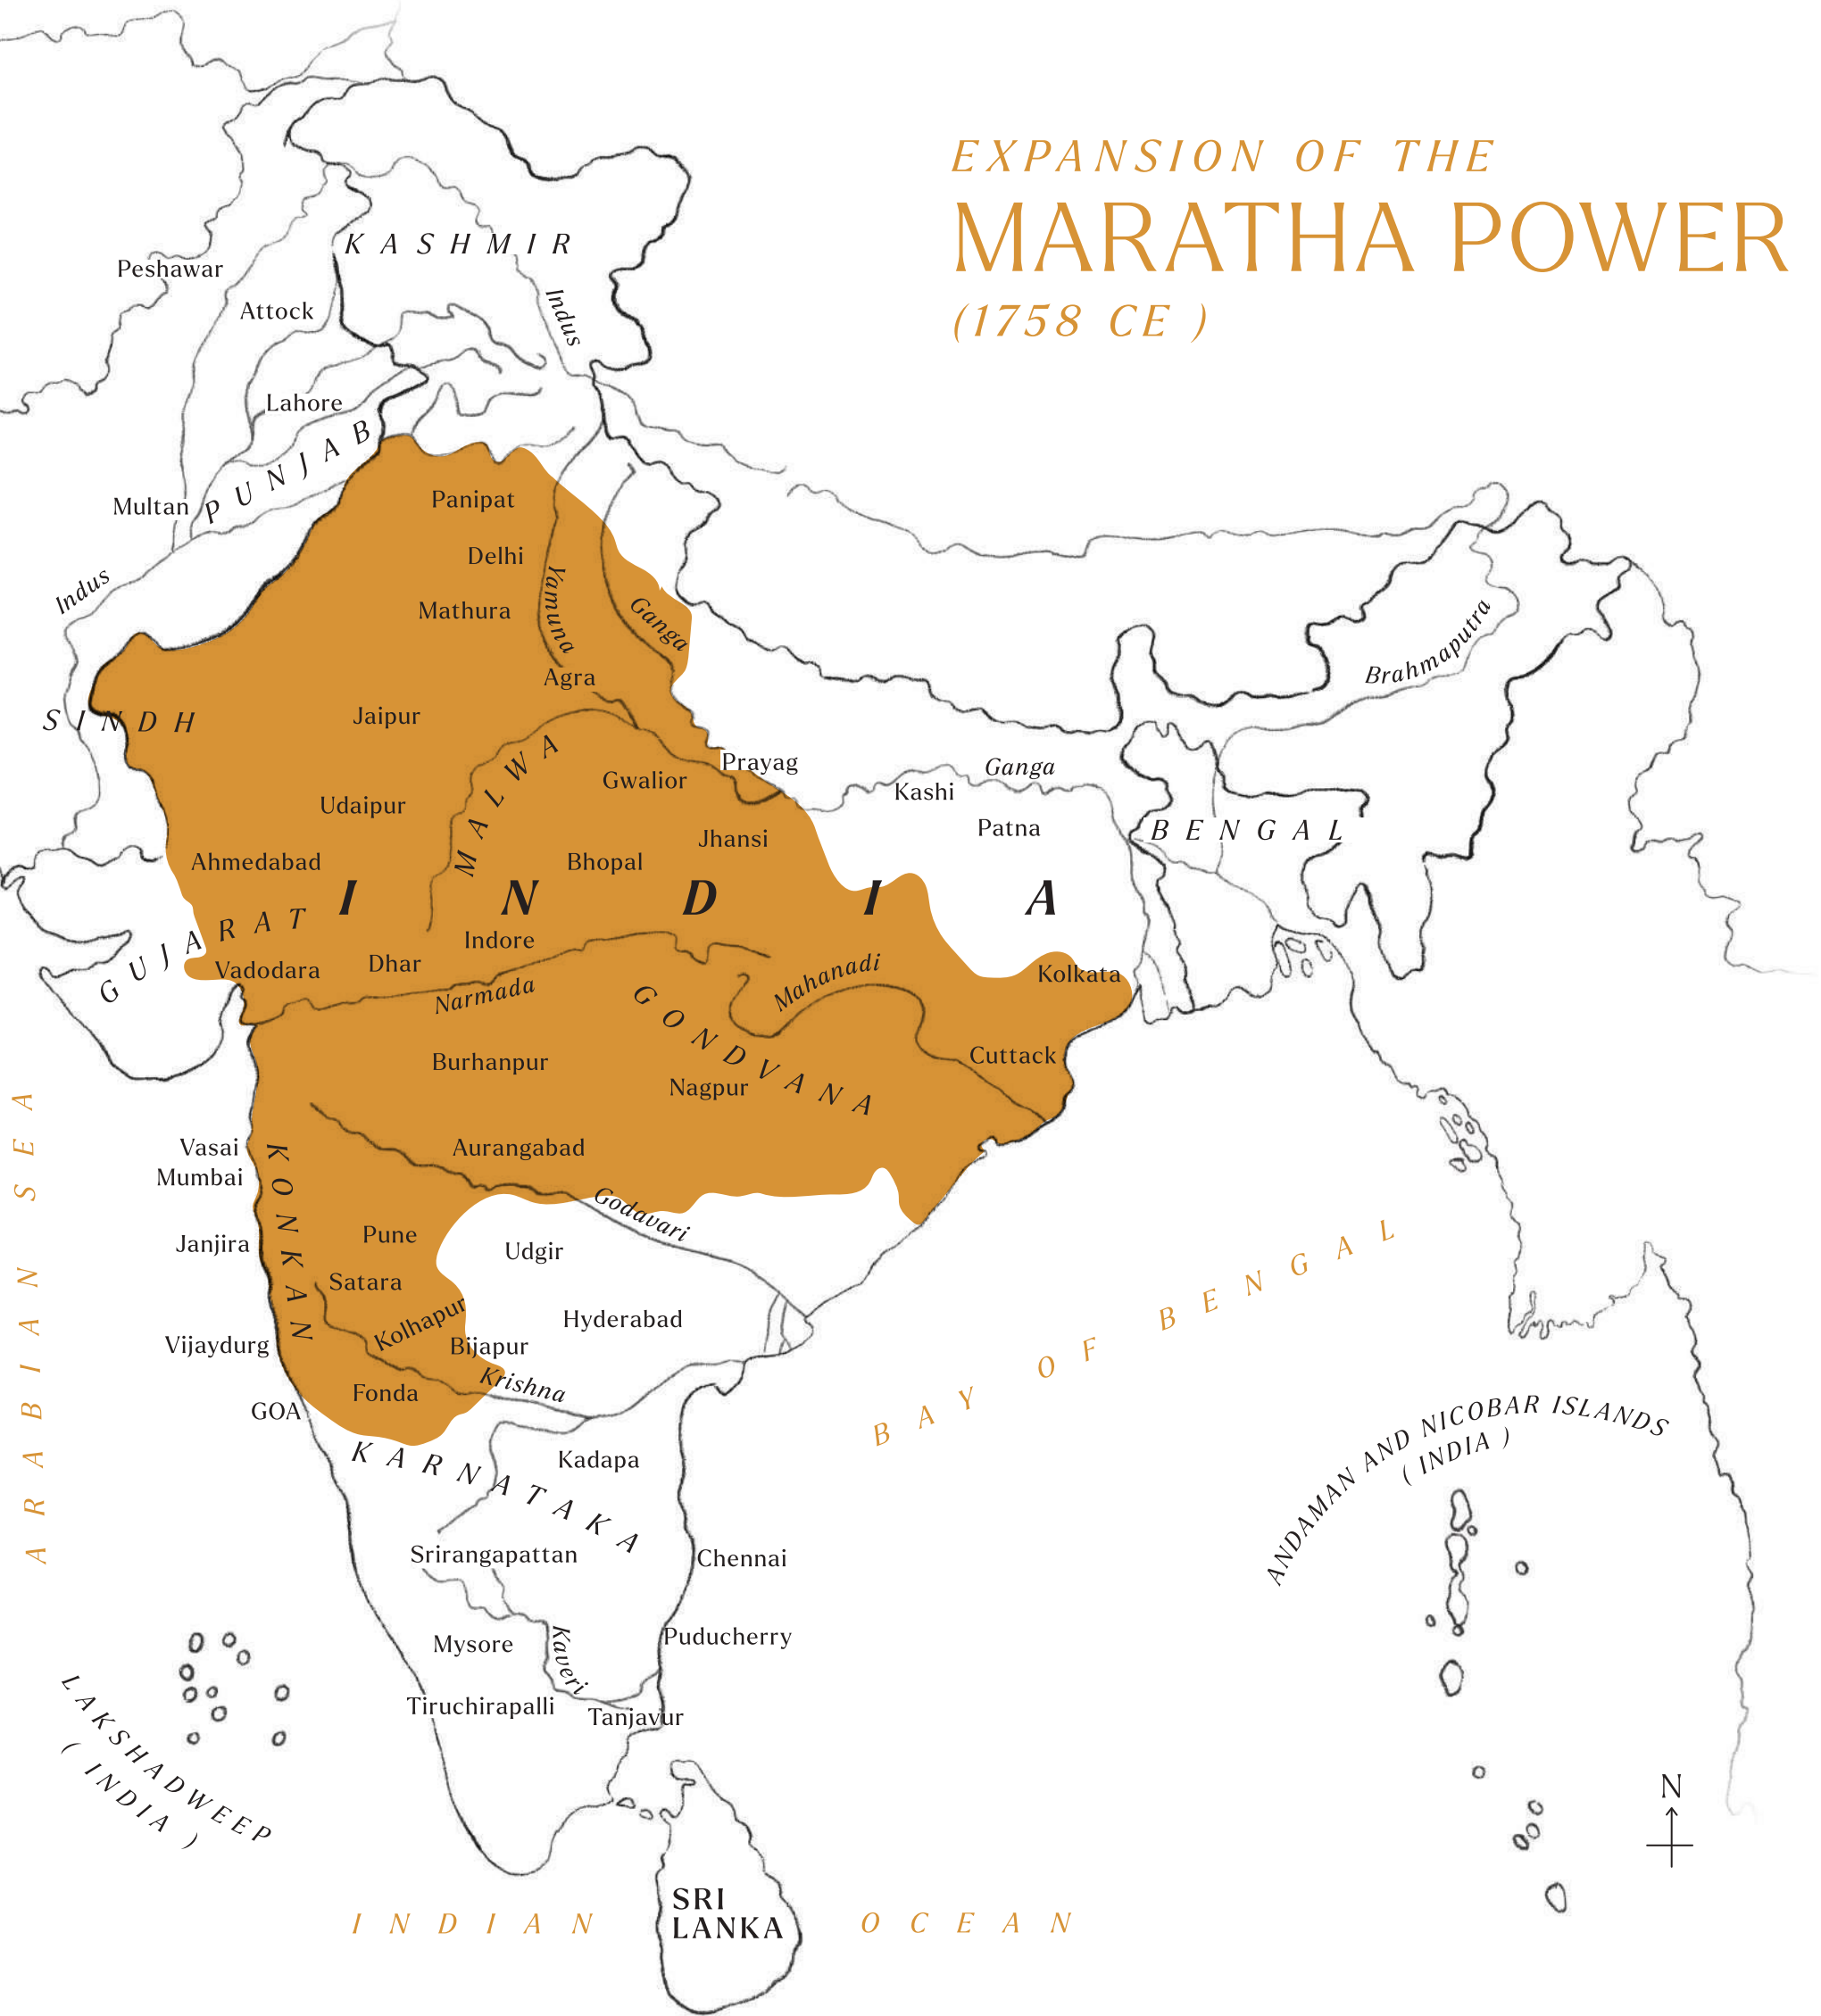 EXPANSION OF THE
MARATHA POWER
(1758 CE )
KASHMIR
Peshawar
Indus
Attock
Lahore
PUNJAB
Multan
Panipat
Delhi
Indus
Yamuna
Ganga
Mathura
Brahmaputra
Agra
SINDH
Jaipur
MALWA
Prayag
Ganga
Gwalior
Kashi
Udaipur
Patna
BENGAL
Jhansi
Ahmedabad
Bhopal
INDIA
GUJARAT
Indore
Dhar
Vadodara
Kolkata
Mahanadi
Narmada
GONDVANA
Cuttack
Burhanpur
Nagpur
ARABIAN SEA
Vasai
Aurangabad
Mumbai
KONKAN
Godavari
Pune
Janjira
Udgir
Satara
Kolhapur
Hyderabad
Vijaydurg
Bijapur
Krishna
Fonda
GOA
BAY OF BENGAL
KARNATAKA
Kadapa
ANDAMAN AND NICOBAR ISLANDS
( INDIA )
Srirangapattan
Chennai
Puducherry
Mysore
Kaveri
Tiruchirapalli
Tanjavur
LAKSHADWEEP
( INDIA )
N
SRI
LANKA
INDIAN OCEAN